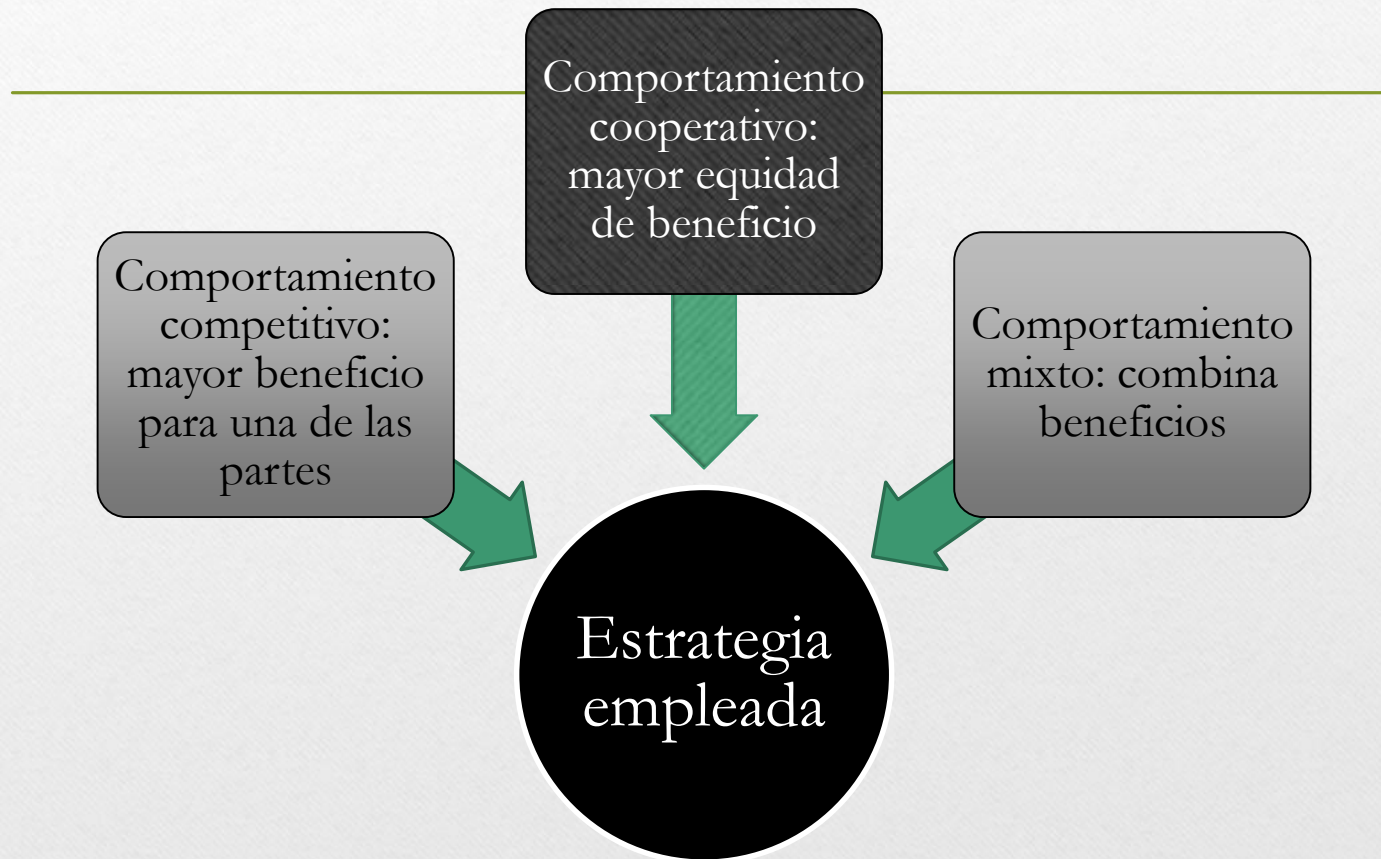 Comportamiento
cooperativo:
mayor equidad
de beneficio
Comportamiento
competitivo:
mayor beneficio
para una de las
partes
Comportamiento
mixto: combina
beneficios
Estrategia
empleada